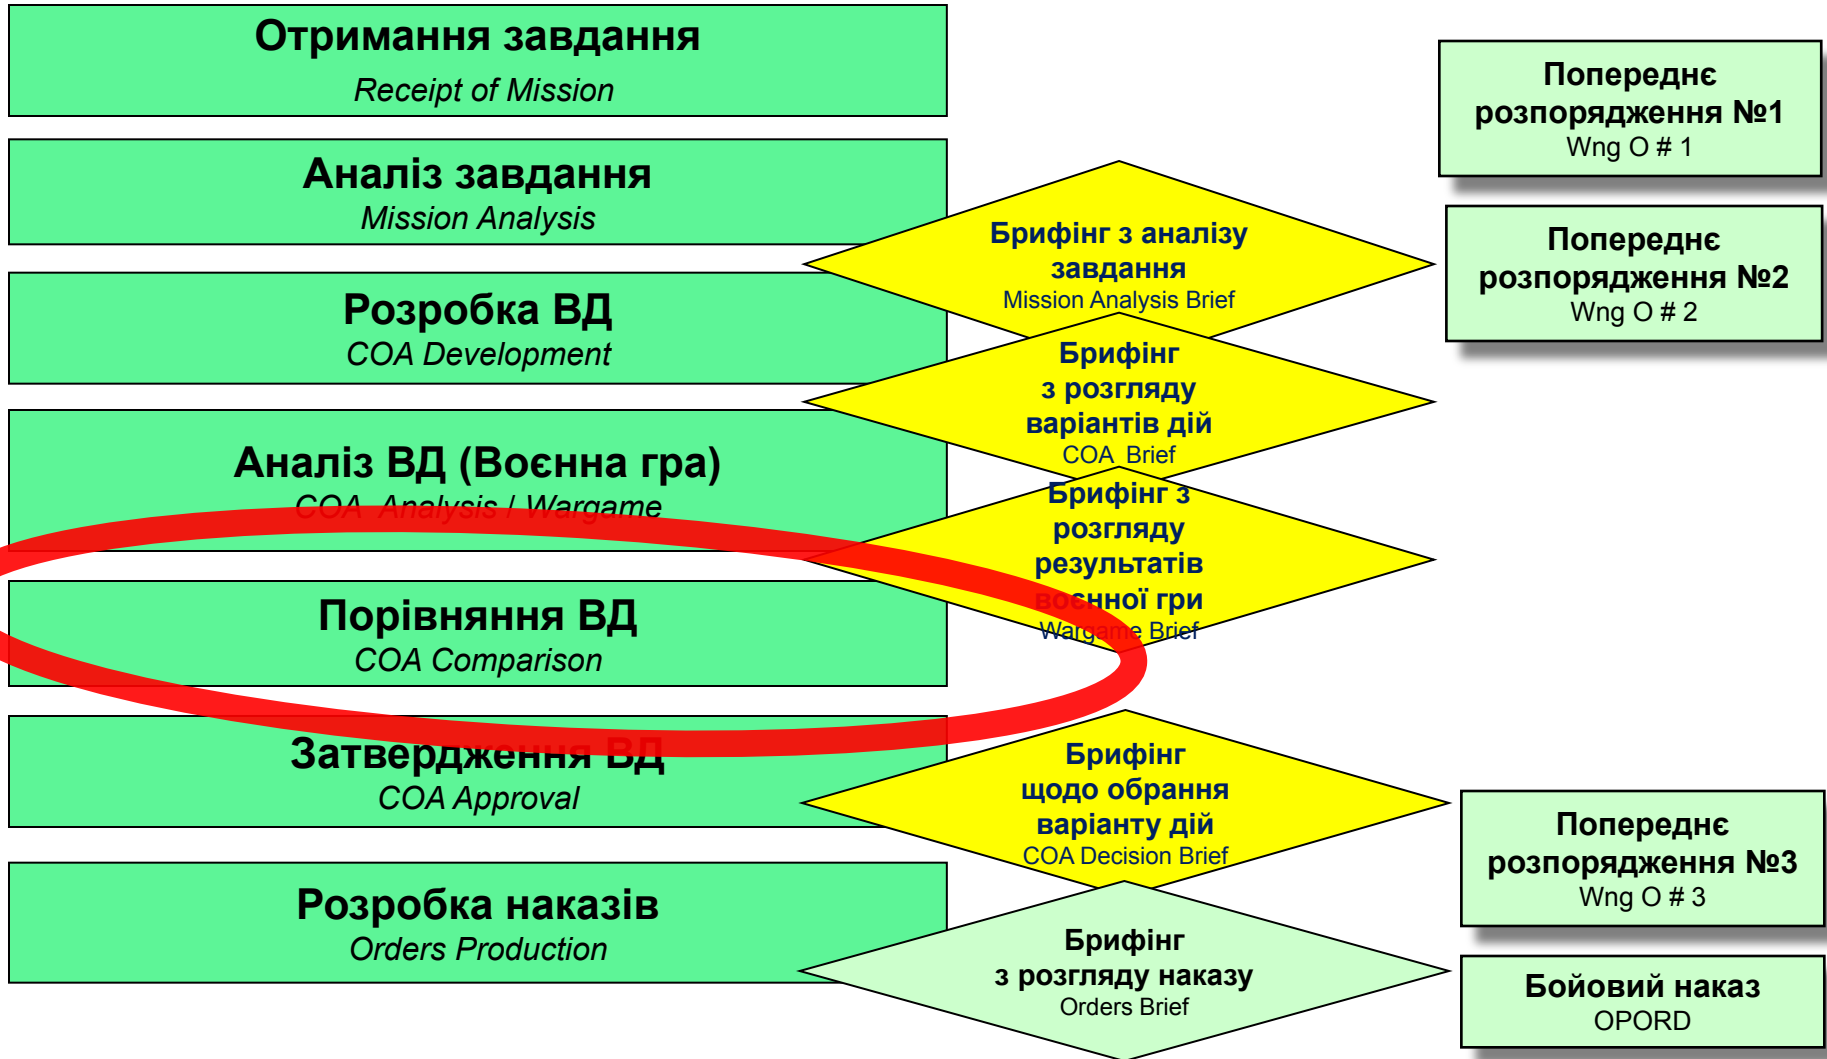 Отримання завдання
Receipt of Mission
Аналіз завдання
Mission Analysis
Розробка ВД
COA Development
Аналіз ВД (Воєнна гра)
COA Analysis / Wargame
Порівняння ВД
COA Comparison
Затвердження ВД
COA Approval
Розробка наказів
Orders Production
Брифінг з аналізу
завдання
Mission Analysis Brief
Брифінг
з розгляду
варіантів дій
COA Brief
Брифінг з
розгляду
результатів
воєнної гри
Wargame Brief
Брифінг
щодо обрання
варіанту дій
COA Decision Brief
Брифінг
з розгляду наказу
Orders Brief
Попереднє
розпорядження №1
Wng O # 1
Попереднє
розпорядження №2
Wng O # 2
Попереднє
розпорядження №3
Wng O # 3
Бойовий наказ
OPORD